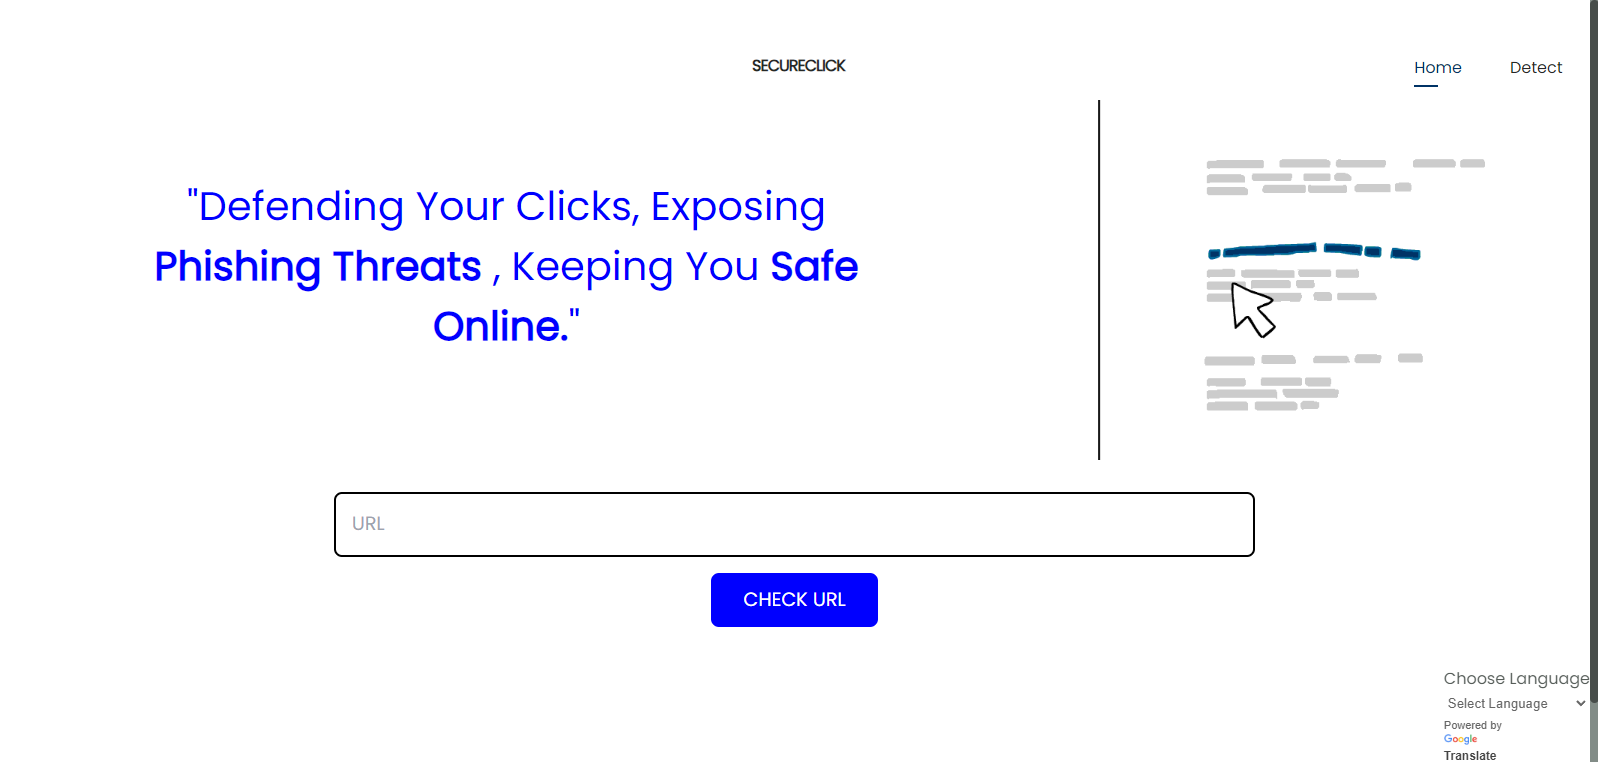 SECURECLICK
Home
Detect
"Defending Your Clicks, Exposing
Phishing Threats , Keeping You Safe
Online."
URL
CHECK URL
Choose Language
Select Language
Powered by
Google
Translate